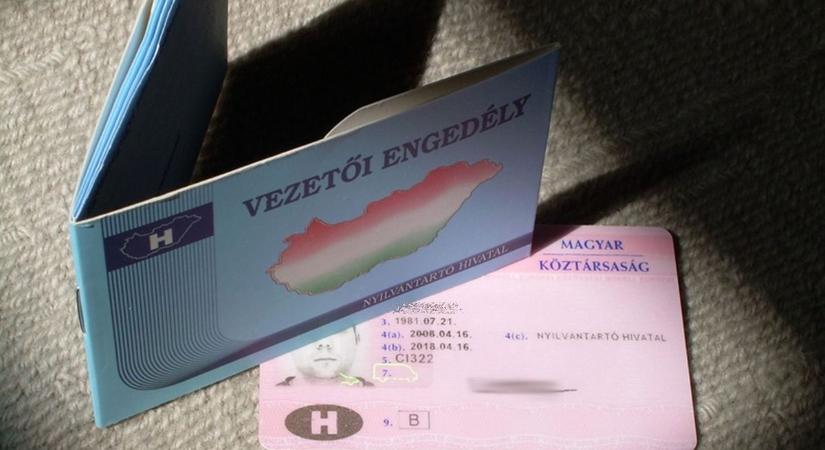 VEZETŐI ENGEDÉLY
H
NYILVÁNTARTÓ HIVATAL
MAGYAR
KÖZTÁRSASÁG
3. 1981.07.21.
4(a). 2008.04.16.
4(c). NYILVÁNTARTÓ HIVATAL
4(b). 2018.04.16.
5. CI322
7.
H
9. B